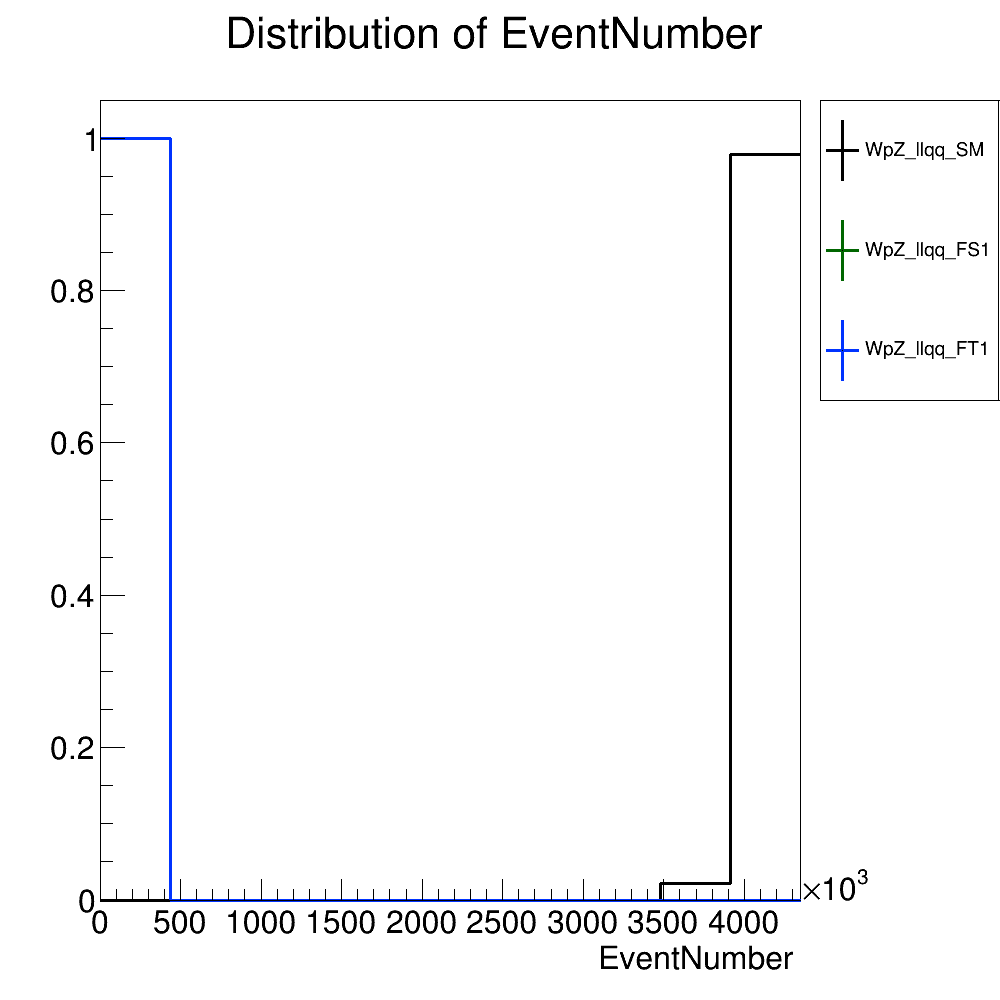 Distribution of EventNumber
1
0.8
0.6
0.4
0.2
0
0 500 1000 1500 2000 2500 3000 3500 4000
×10³
EventNumber
WpZ_llqq_SM
WpZ_llqq_FS1
WpZ_llqq_FT1